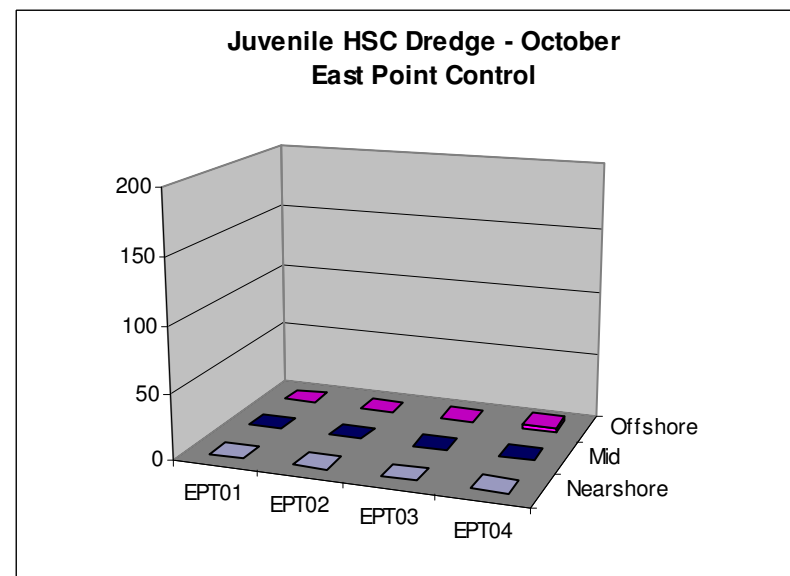 Juvenile HSC Dredge - October
East Point Control
200
150
100
50
0
EPT01
EPT02
EPT03
EPT04
Offshore
Mid
Nearshore